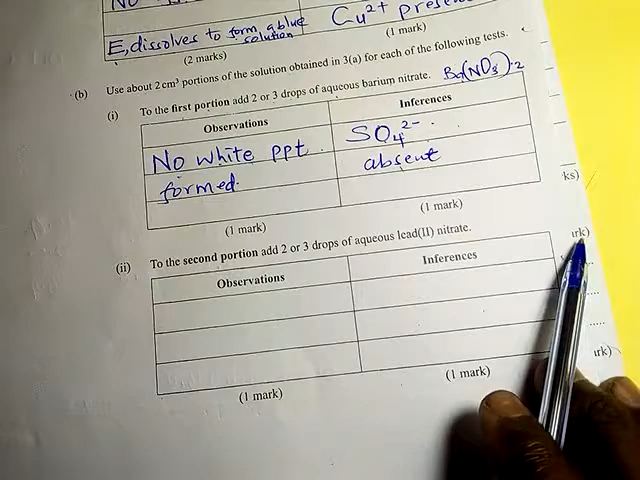 NO
E, dissolves to form a blue
solution
Cu²⁺ present
(2 marks)
(1 mark)
(b) Use about 2 cm³ portions of the solution obtained in 3(a) for each of the following tests.
(i) To the first portion add 2 or 3 drops of aqueous barium nitrate. Ba(NO₃)₂
Observations
Inferences
No white ppt
formed.
SO₄²⁻
absent
(1 mark)
(1 mark)
ks)
(ii) To the second portion add 2 or 3 drops of aqueous lead(II) nitrate.
rk)
Observations
Inferences
(1 mark)
(1 mark)
ırk)